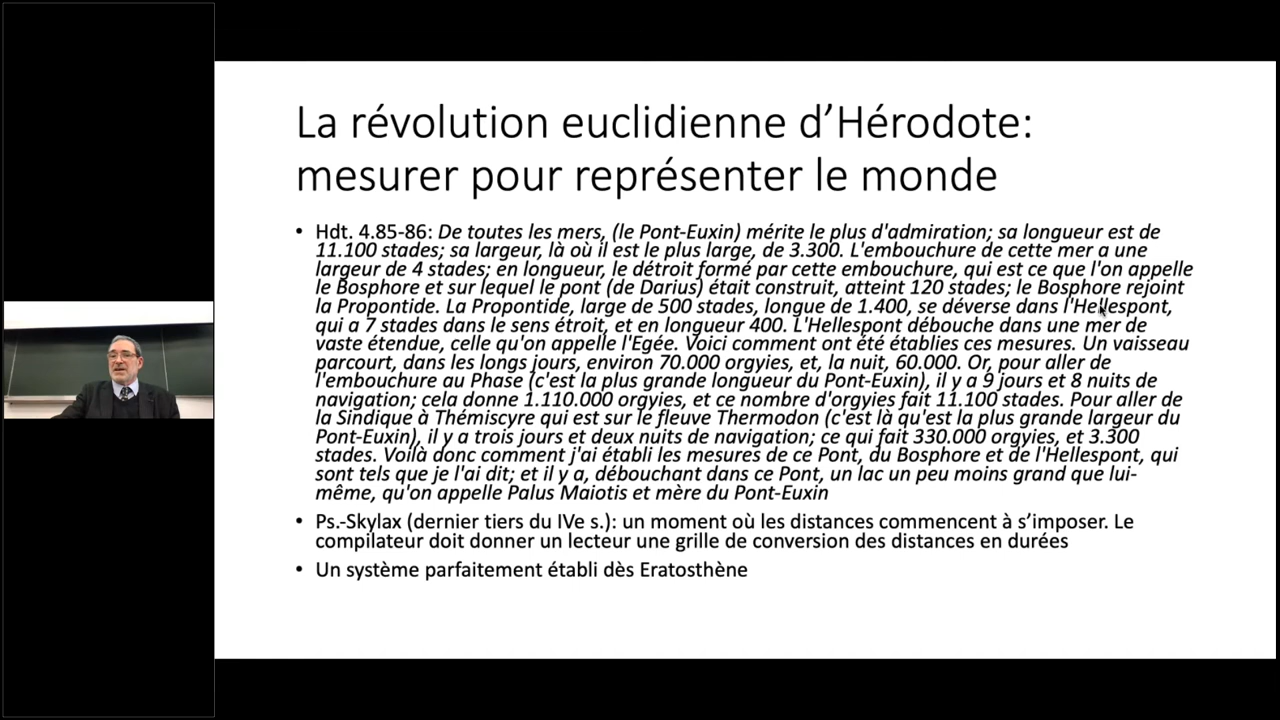 La révolution euclidienne d’Hérodote:
mesurer pour représenter le monde
• Hdt. 4.85-86: De toutes les mers, (le Pont-Euxin) mérite le plus d'admiration; sa longueur est de
11.100 stades; sa largeur, là où il est le plus large, de 3.300. L'embouchure de cette mer a une
largeur de 4 stades; en longueur, le détroit formé par cette embouchure, qui est ce que l'on appelle
le Bosphore et sur lequel le pont (de Darius) était construit, atteint 120 stades; le Bosphore rejoint
la Propontide. La Propontide, large de 500 stades, longue de 1.400, se déverse dans l'Hellespont,
qui a 7 stades dans le sens étroit, et en longueur 400. L'Hellespont débouche dans une mer de
vaste étendue, celle qu'on appelle l'Egée. Voici comment ont été établies ces mesures. Un vaisseau
parcourt, dans les longs jours, environ 70.000 orgyies, et, la nuit, 60.000. Or, pour aller de
l'embouchure au Phase (c'est la plus grande longueur du Pont-Euxin), il y a 9 jours et 8 nuits de
navigation; cela donne 1.110.000 orgyies, et ce nombre d'orgyies fait 11.100 stades. Pour aller de
la Sindique à Thémiscyre qui est sur le fleuve Thermodon (c'est là qu'est la plus grande largeur du
Pont-Euxin), il y a trois jours et deux nuits de navigation; ce qui fait 330.000 orgyies, et 3.300
stades. Voilà donc comment j'ai établi les mesures de ce Pont, du Bosphore et de l'Hellespont, qui
sont tels que je l'ai dit; et il y a, débouchant dans ce Pont, un lac un peu moins grand que lui-
même, qu'on appelle Palus Maiotis et mère du Pont-Euxin
• Ps.-Skylax (dernier tiers du IVe s.): un moment où les distances commencent à s’imposer. Le
compilateur doit donner un lecteur une grille de conversion des distances en durées
• Un système parfaitement établi dès Eratosthène